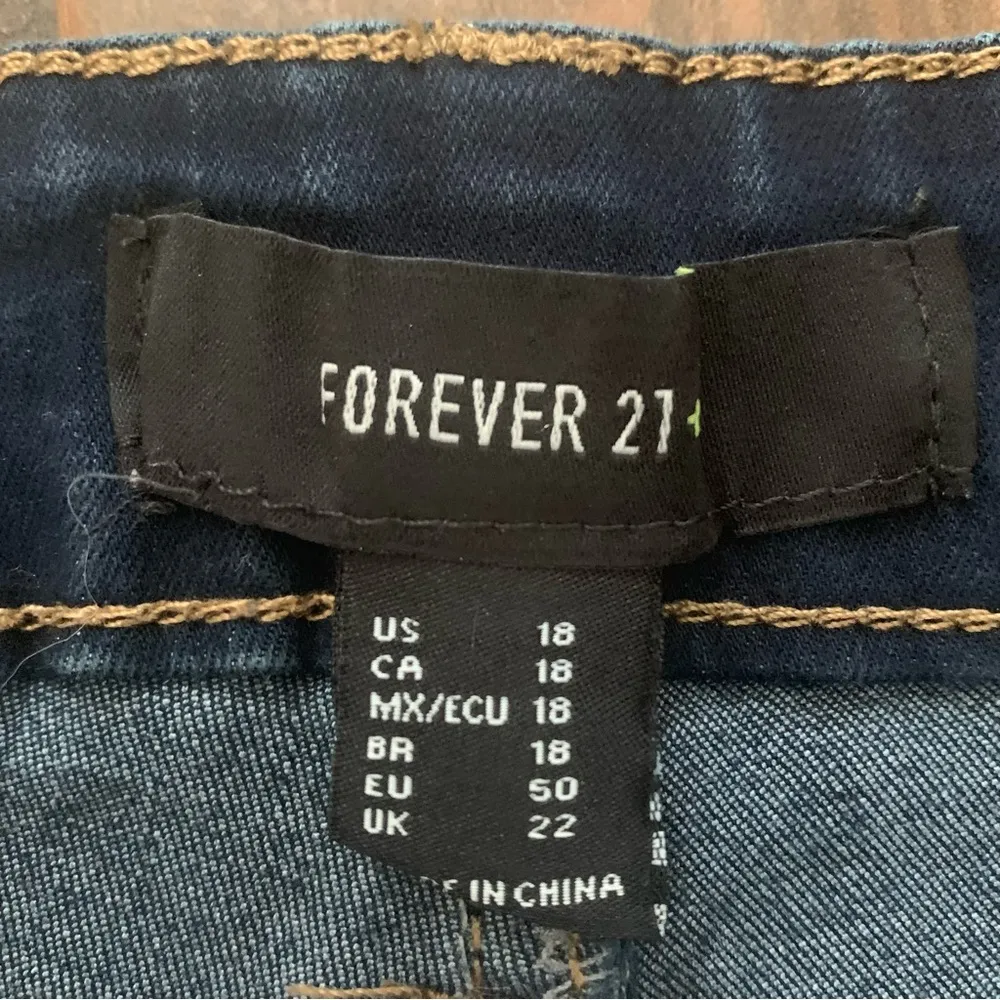 FOREVER 21+
US 18
CA 18
MX/ECU 18
BR 18
EU 50
UK 22
IN CHINA